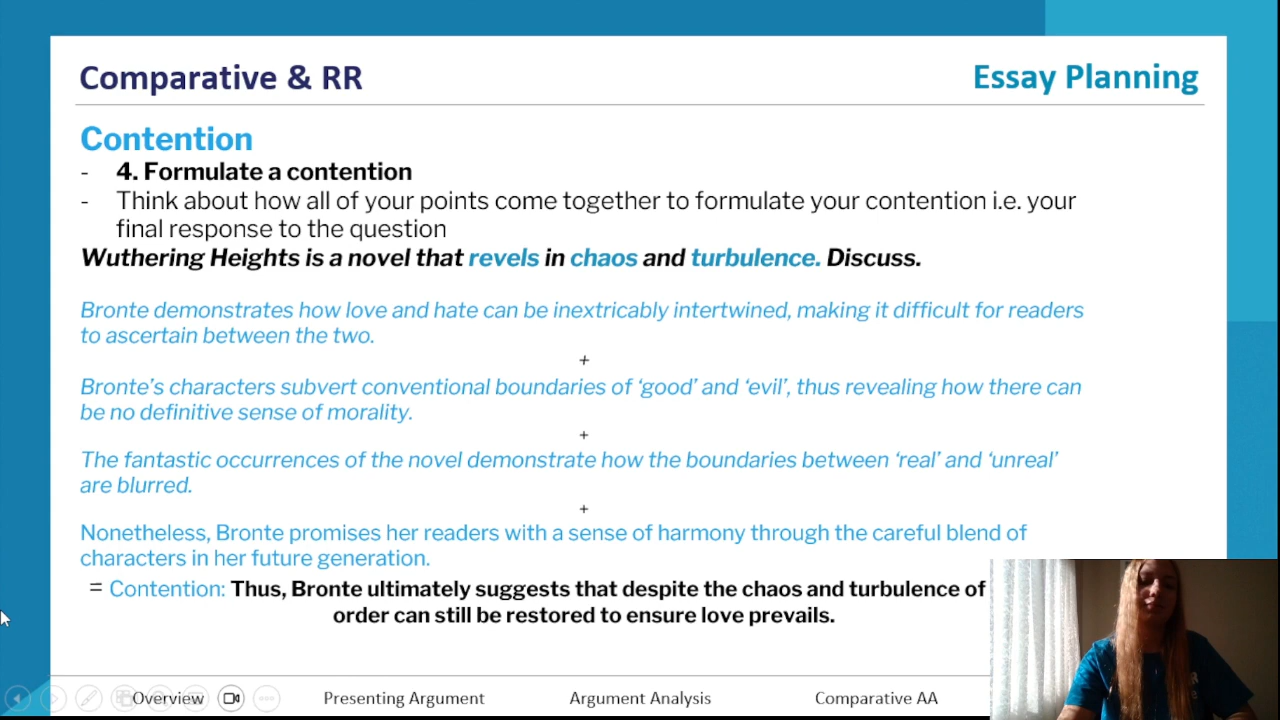 Comparative & RR
Essay Planning
Contention
- 4. Formulate a contention
- Think about how all of your points come together to formulate your contention i.e. your
final response to the question
Wuthering Heights is a novel that revels in chaos and turbulence. Discuss.
Bronte demonstrates how love and hate can be inextricably intertwined, making it difficult for readers
to ascertain between the two.
+
Bronte’s characters subvert conventional boundaries of ‘good’ and ‘evil’, thus revealing how there can
be no definitive sense of morality.
+
The fantastic occurrences of the novel demonstrate how the boundaries between ‘real’ and ‘unreal’
are blurred.
+
Nonetheless, Bronte promises her readers with a sense of harmony through the careful blend of
characters in her future generation.
= Contention: Thus, Bronte ultimately suggests that despite the chaos and turbulence of
order can still be restored to ensure love prevails.
Overview
Presenting Argument
Argument Analysis
Comparative AA